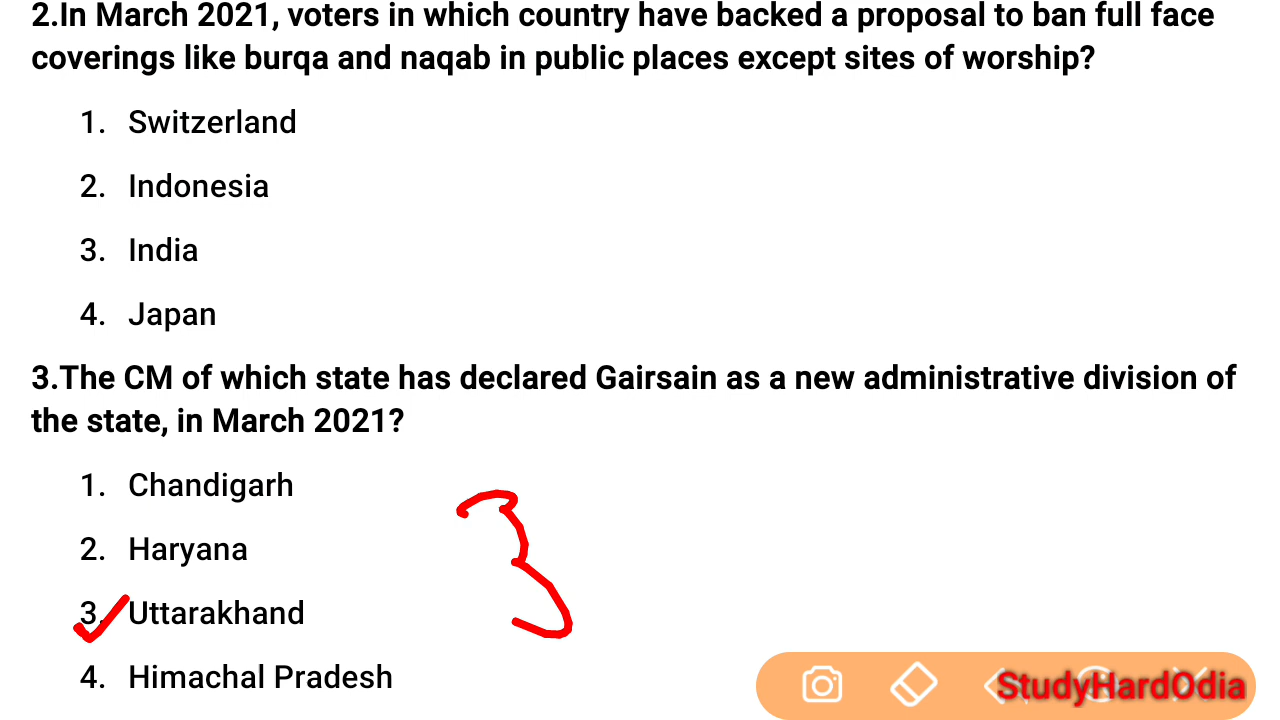 2.In March 2021, voters in which country have backed a proposal to ban full face
coverings like burqa and naqab in public places except sites of worship?
1. Switzerland
2. Indonesia
3. India
4. Japan
3.The CM of which state has declared Gairsain as a new administrative division of
the state, in March 2021?
1. Chandigarh
2. Haryana
3. Uttarakhand
4. Himachal Pradesh
3
StudyHardOdia